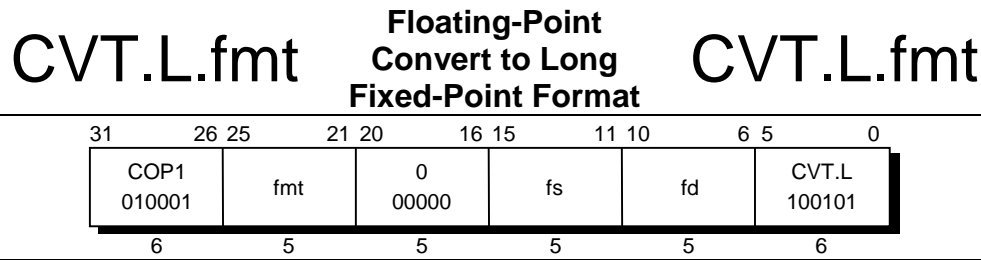 CVT.L.fmt Floating-Point Convert to Long Fixed-Point Format CVT.L.fmt
31 26 25 21 20 16 15 11 10 6 5 0
COP1 fmt 0 fs fd CVT.L
010001 00000 100101
6 5 5 5 5 6